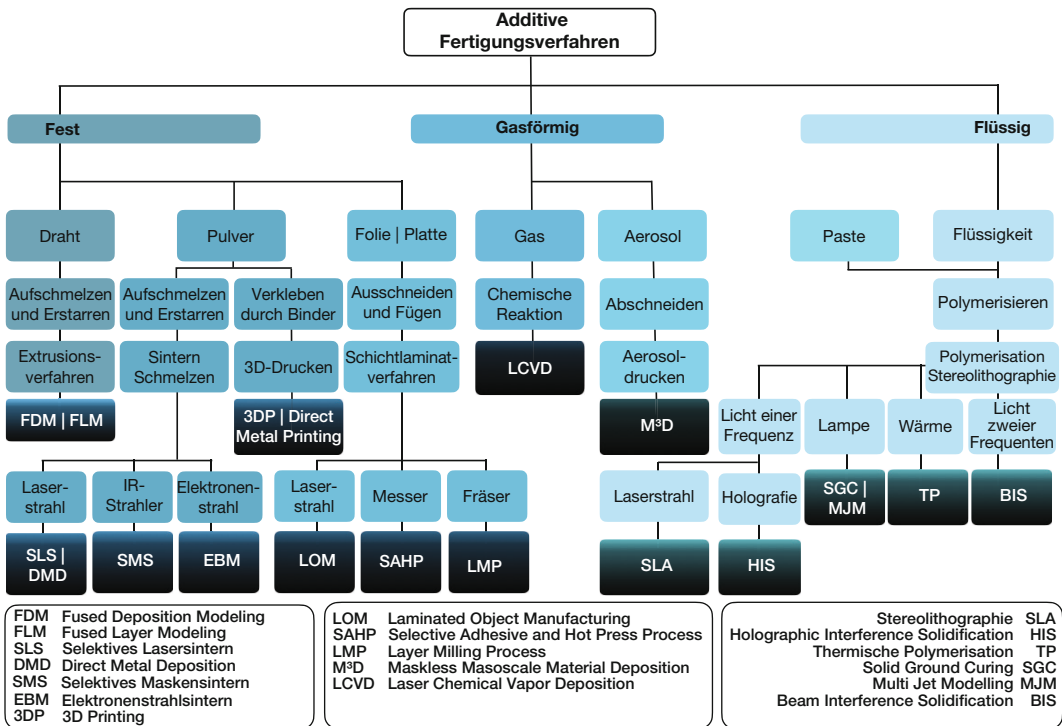 Additive
Fertigungsverfahren
Fest
Gasförmig
Flüssig
Draht
Pulver
Folie | Platte
Gas
Aerosol
Paste
Flüssigkeit
Aufschmelzen
und Erstarren
Aufschmelzen
und Erstarren
Verkleben
durch Binder
Ausschneiden
und Fügen
Chemische
Reaktion
Abschneiden
Polymerisieren
Extrusions-
verfahren
Sintern
Schmelzen
3D-Drucken
Schichtlaminat-
verfahren
LCVD
Aerosol-
drucken
Polymerisation
Stereolithographie
FDM | FLM
3DP | Direct
Metal Printing
M³D
Licht einer
Frequenz
Lampe
Wärme
Licht
zweier
Frequenten
Laser-
strahl
IR-
Strahler
Elektronen-
strahl
Laser-
strahl
Messer
Fräser
Laserstrahl
Holografie
SGC |
MJM
TP
BIS
SLS |
DMD
SMS
EBM
LOM
SAHP
LMP
SLA
HIS
FDM Fused Deposition Modeling
FLM Fused Layer Modeling
SLS Selektives Lasersintern
DMD Direct Metal Deposition
SMS Selektives Maskensintern
EBM Elektronenstrahlsintern
3DP 3D Printing
LOM Laminated Object Manufacturing
SAHP Selective Adhesive and Hot Press Process
LMP Layer Milling Process
M³D Maskless Masoscale Material Deposition
LCVD Laser Chemical Vapor Deposition
Stereolithographie SLA
Holographic Interference Solidification HIS
Thermische Polymerisation TP
Solid Ground Curing SGC
Multi Jet Modelling MJM
Beam Interference Solidification BIS